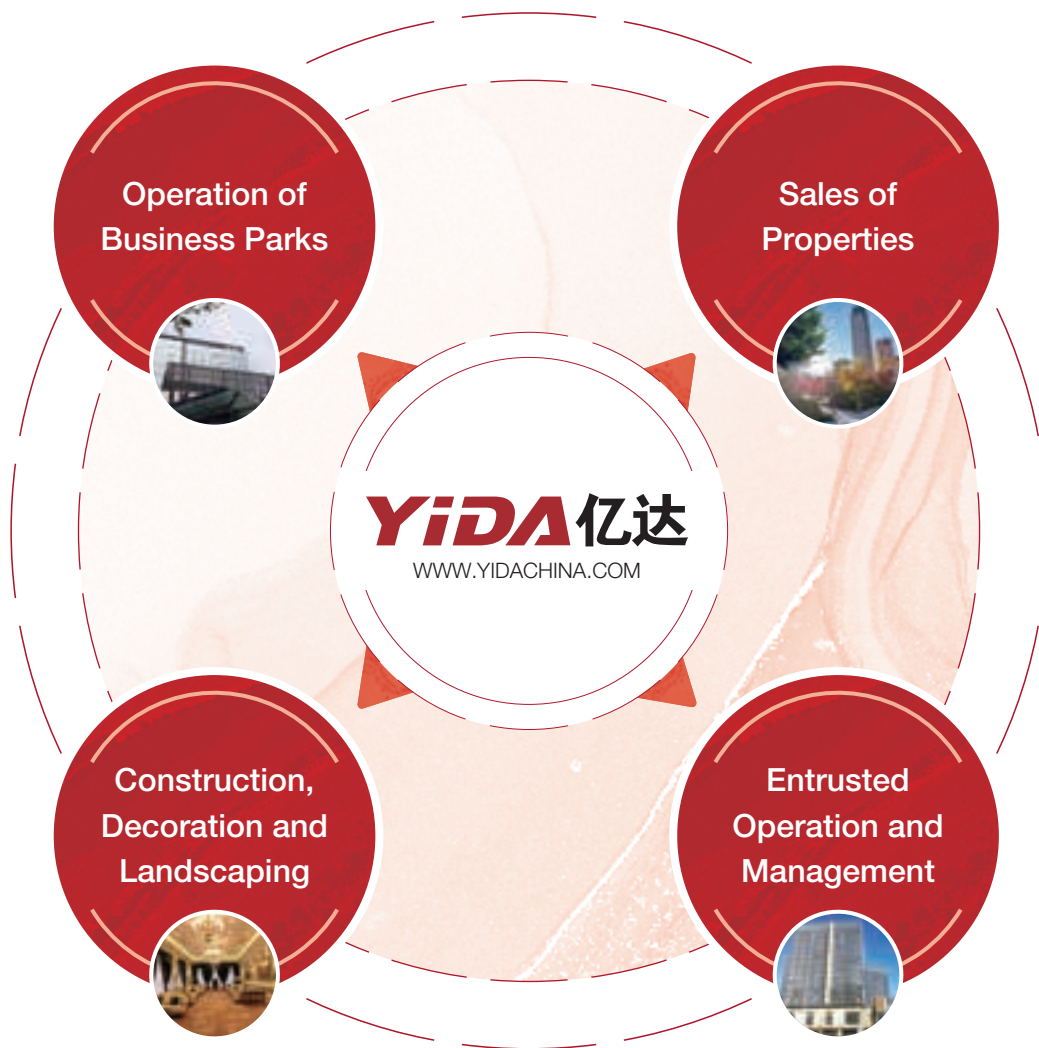 Operation of
Business Parks
Sales of
Properties
YiDA亿达
WWW.YIDACHINA.COM
Construction,
Decoration and
Landscaping
Entrusted
Operation and
Management